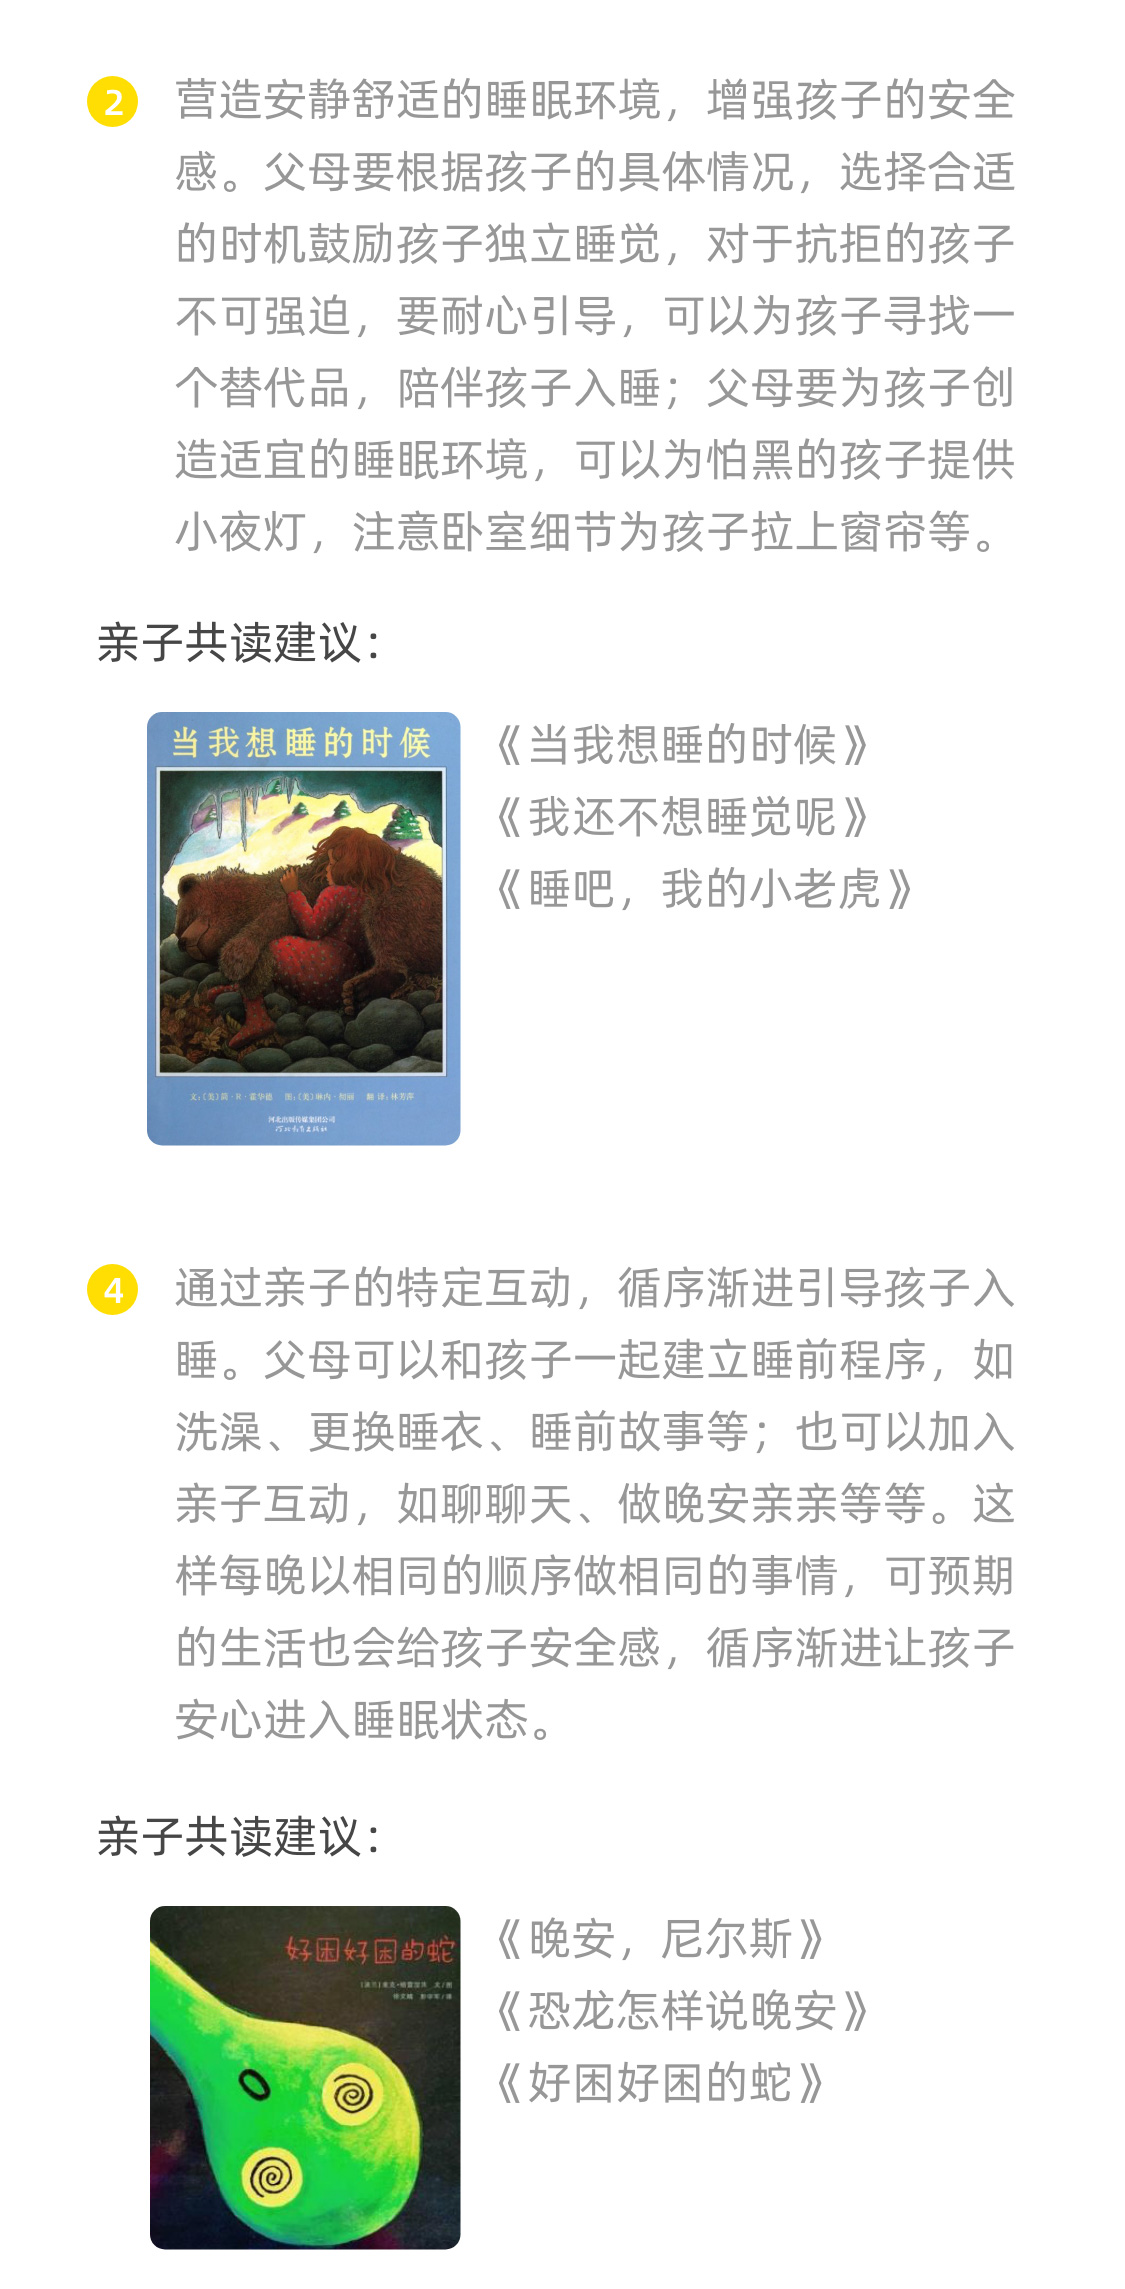 2
营造安静舒适的睡眠环境，增强孩子的安全
感。父母要根据孩子的具体情况，选择合适
的时机鼓励孩子独立睡觉，对于抗拒的孩子
不可强迫，要耐心引导，可以为孩子寻找一
个替代品，陪伴孩子入睡；父母要为孩子创
造适宜的睡眠环境，可以为怕黑的孩子提供
小夜灯，注意卧室细节为孩子拉上窗帘等。
亲子共读建议：
当我想睡的时候
文:〔美〕简·R·霍华德 图:〔美〕琳内·彻丽 翻译:林芳萍
河北出版传媒集团公司
河北教育出版社
《当我想睡的时候》
《我还不想睡觉呢》
《睡吧，我的小老虎》
4
通过亲子的特定互动，循序渐进引导孩子入
睡。父母可以和孩子一起建立睡前程序，如
洗澡、更换睡衣、睡前故事等；也可以加入
亲子互动，如聊聊天、做晚安亲亲等等。这
样每晚以相同的顺序做相同的事情，可预期
的生活也会给孩子安全感，循序渐进让孩子
安心进入睡眠状态。
亲子共读建议：
好困好困的蛇
《晚安，尼尔斯》
《恐龙怎样说晚安》
《好困好困的蛇》